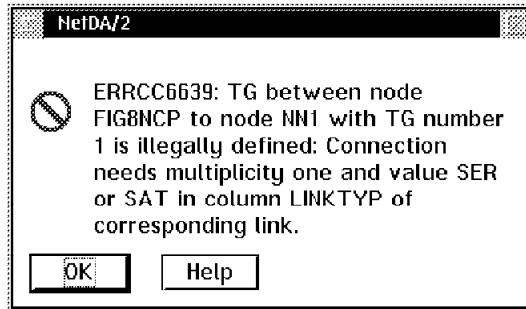 NetDA/2
ERRCC6639: TG between node
FIG8NCP to node NN1 with TG number
1 is illegally defined: Connection
needs multiplicity one and value SER
or SAT in column LINKTYP of
corresponding link.
OK Help